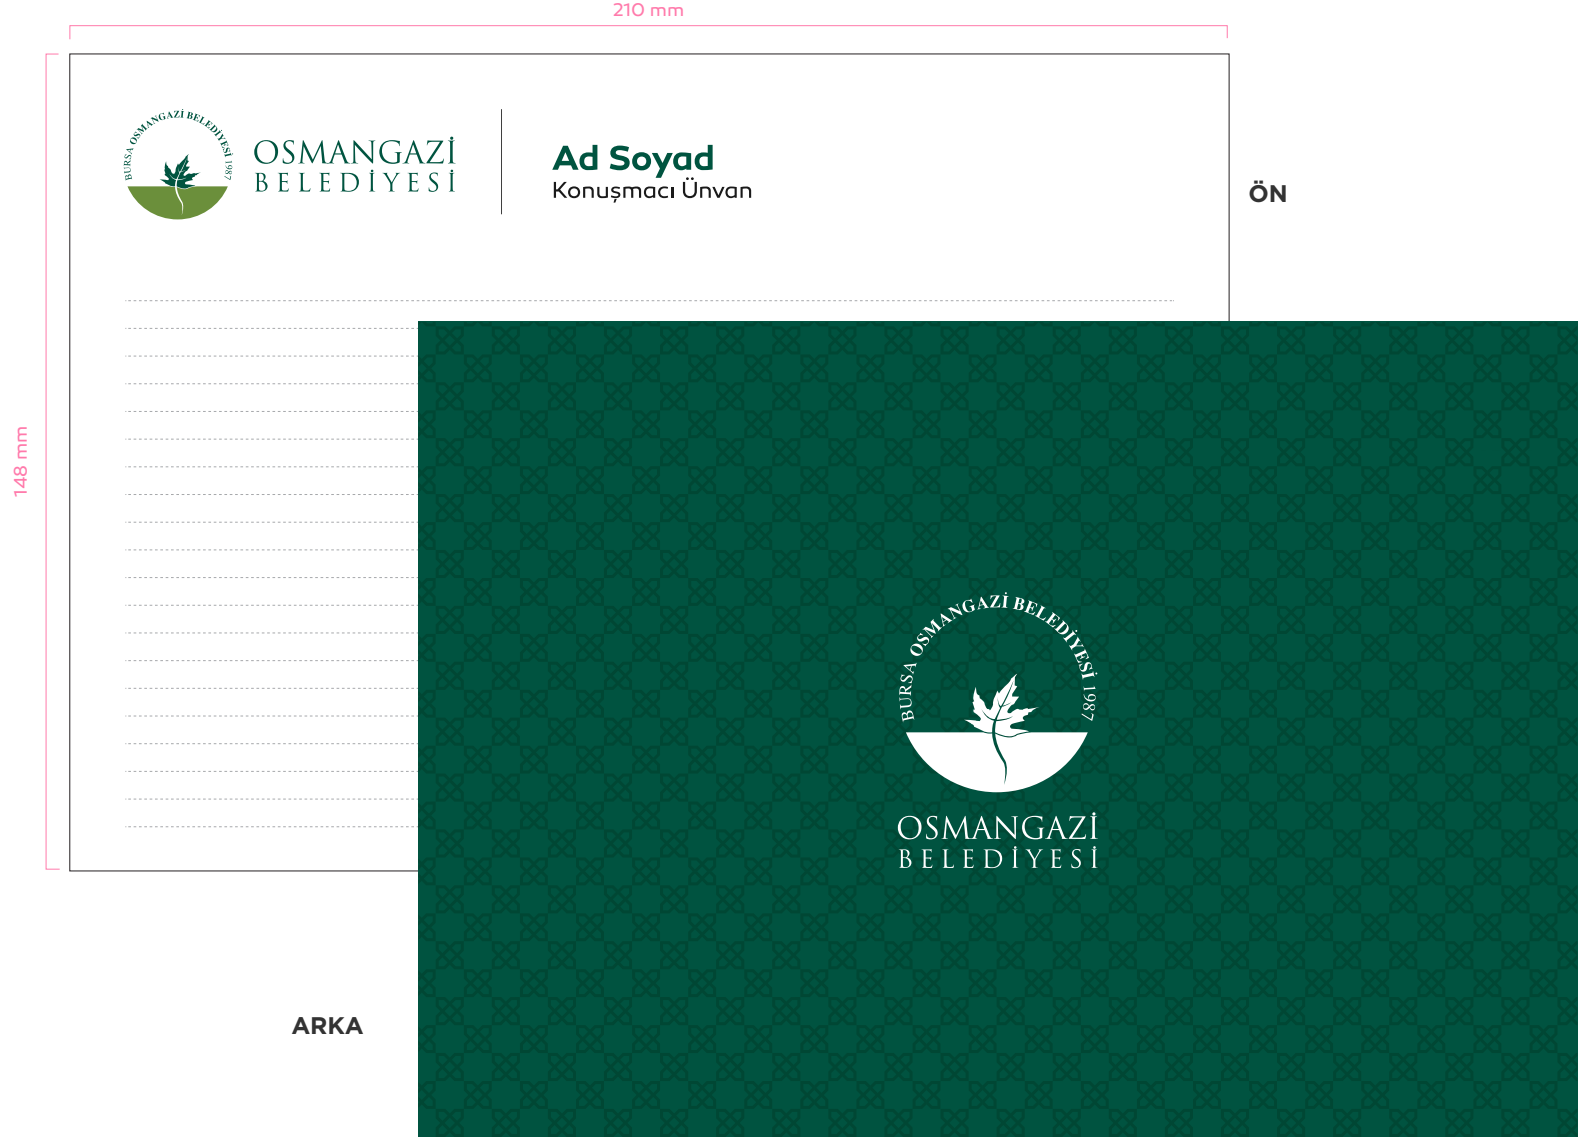 210 mm
148 mm
BURSA OSMANGAZİ BELEDİYESİ 1987
OSMANGAZİ
BELEDİYESİ
Ad Soyad
Konuşmacı Ünvan
ÖN
BURSA OSMANGAZİ BELEDİYESİ 1987
OSMANGAZİ
BELEDİYESİ
ARKA